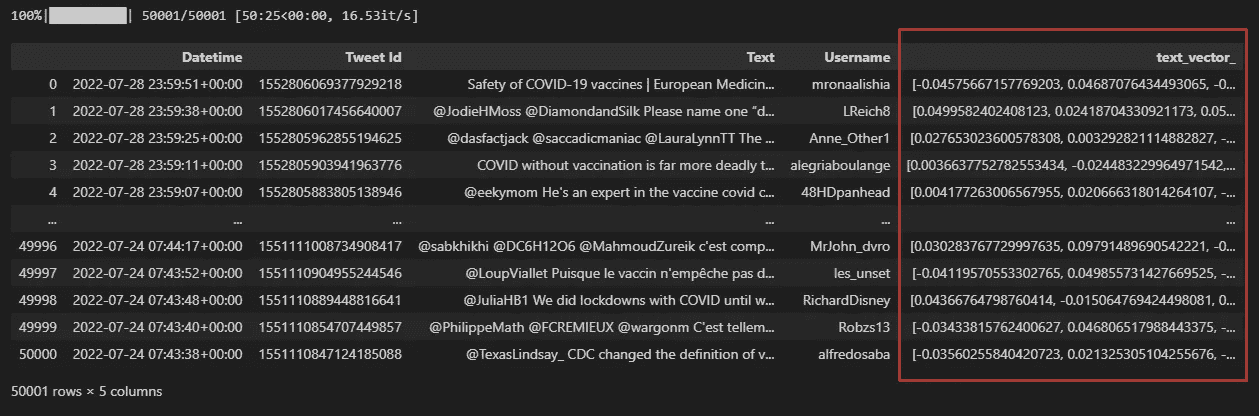 100%|██████████| 50001/50001 [50:25<00:00, 16.53it/s]
Datetime Tweet Id Text Username text_vector_
0 2022-07-28 23:59:51+00:00 1552806069377929218 Safety of COVID-19 vaccines | European Medicin... mronaalishia [-0.04575667157769203, 0.04687076434493065, -0...
1 2022-07-28 23:59:38+00:00 1552806017456640007 @JodieHMoss @DiamondandSilk Please name one “d... LReich8 [0.0499582402408123, 0.02418704330921173, 0.05...
2 2022-07-28 23:59:25+00:00 1552805962855194625 @dasfactjack @saccadicmaniac @LauraLynnTT The ... Anne_Other1 [0.027653023600578308, 0.003292821114882827, -...
3 2022-07-28 23:59:11+00:00 1552805903941963776 COVID without vaccination is far more deadly t... alegriaboulange [0.0036637752782553434, -0.024483229964971542,...
4 2022-07-28 23:59:07+00:00 1552805883805138946 @eekymom He's an expert in the vaccine covid c... 48HDpanhead [0.004177263006567955, 0.020666318014264107, -...
... ... ... ... ... ...
49996 2022-07-24 07:44:17+00:00 1551111008734908417 @sabkhikhi @DC6H12O6 @MahmoudZureik c'est comp... MrJohn_dvro [0.030283767729997635, 0.09791489690542221, -0...
49997 2022-07-24 07:43:52+00:00 1551110904955244546 @LoupViallet Puisque le vaccin n'empêche pas d... les_unset [-0.04119570553302765, 0.049855731427669525, -...
49998 2022-07-24 07:43:48+00:00 1551110889448816641 @JuliaHB1 We did lockdowns with COVID until w... RichardDisney [0.04366764798760414, -0.015064769424498081, 0...
49999 2022-07-24 07:43:40+00:00 1551110854707449857 @PhilippeMath @FCREMIEUX @wargonm C'est tellem... Robzs13 [-0.03433815762400627, 0.046806517988443375, -...
50000 2022-07-24 07:43:38+00:00 1551110847124185088 @TexasLindsay_ CDC changed the definition of v... alfredosaba [-0.03560255840420723, 0.021325305104255676, -...
50001 rows × 5 columns